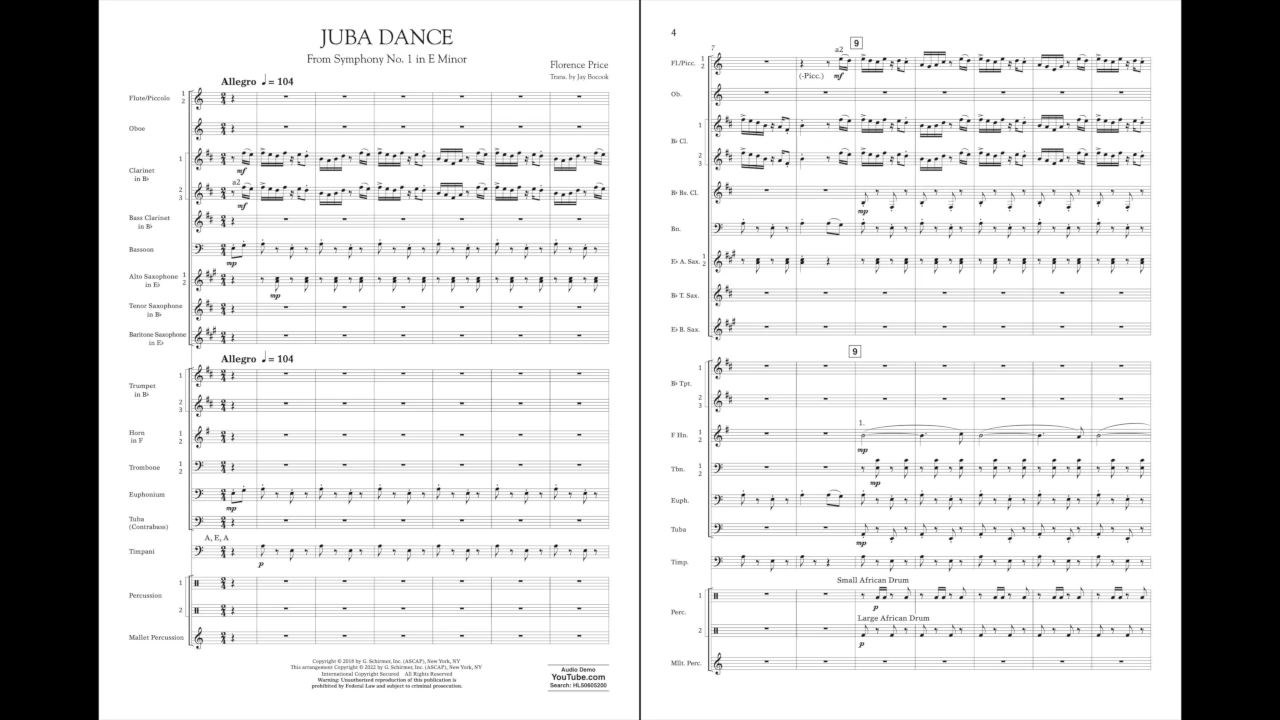 JUBA DANCE
From Symphony No. 1 in E Minor
Florence Price
Trans. by Jay Bocook
Allegro ♩= 104
Flute/Piccolo 1 2
Oboe
Clarinet in B♭ 1
mf
a2
2 3
mf
Bass Clarinet in B♭
Bassoon
mp
Alto Saxophone in E♭ 1 2
mp
Tenor Saxophone in B♭
Baritone Saxophone in E♭
Allegro ♩= 104
Trumpet in B♭ 1
2 3
Horn in F 1 2
Trombone 1 2
Euphonium
mp
Tuba (Contrabass)
A, E, A
Timpani
p
Percussion 1
2
Mallet Percussion
Copyright © 2018 by G. Schirmer, Inc. (ASCAP), New York, NY
This arrangement Copyright © 2022 by G. Schirmer, Inc. (ASCAP), New York, NY
International Copyright Secured All Rights Reserved
Warning: Unauthorized reproduction of this publication is
prohibited by Federal Law and subject to criminal prosecution.
Audio Demo
YouTube.com
Search: HL50605200
4
7
a2 9
Fl./Picc. 1 2
(-Picc.) mf
Ob.
B♭ Cl. 1
2 3
B♭ Bs. Cl.
mp
Bn.
E♭ A. Sax. 1 2
B♭ T. Sax.
E♭ B. Sax.
9
B♭ Tpt. 1
2 3
1.
F Hn. 1 2
mp
Tbn. 1 2
mp
Euph.
Tuba
mp
Timp.
Small African Drum
Perc. 1
p
Large African Drum
2
p
Mlt. Perc.